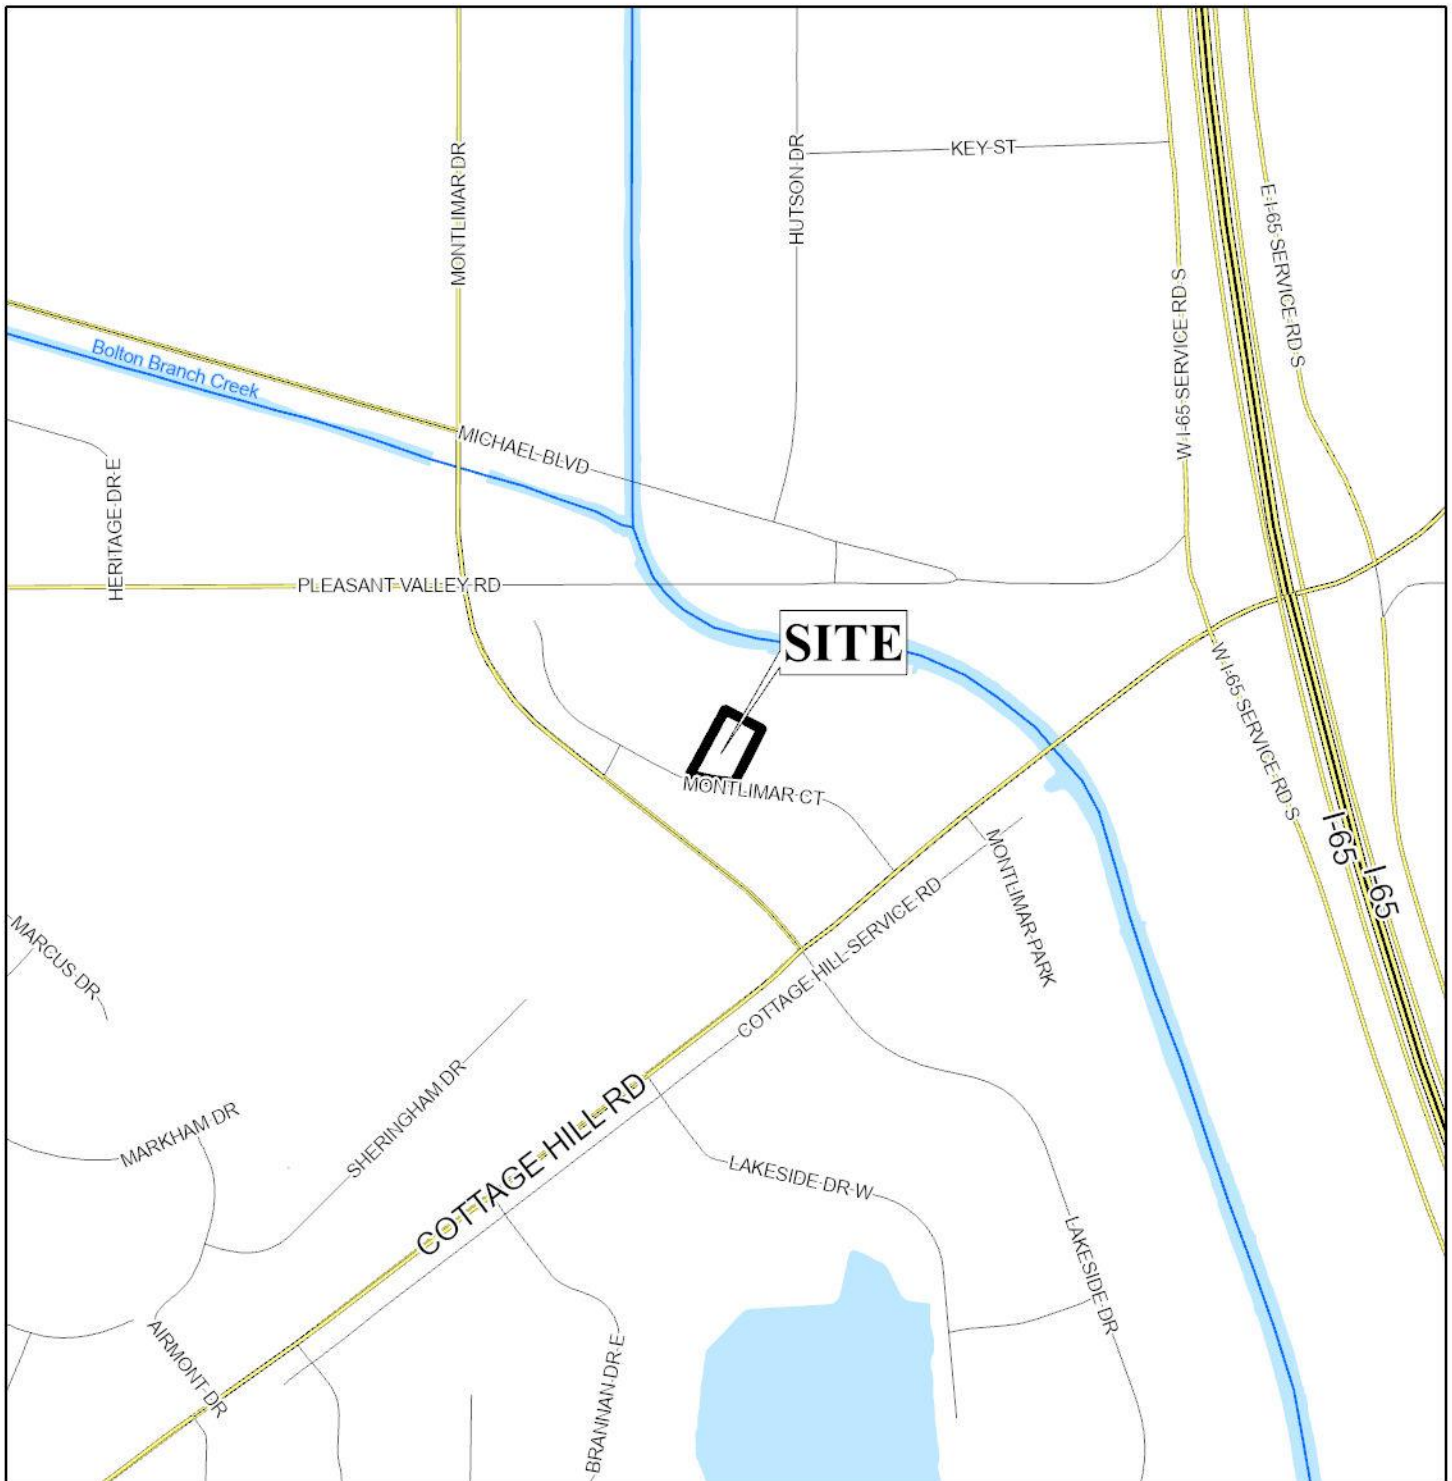 MONTLIMAR DR
HUTSON DR
KEY ST
E I-65 SERVICE RD S
W I-65 SERVICE RD S
Bolton Branch Creek
MICHAEL BLVD
HERITAGE DR E
PLEASANT VALLEY RD
SITE
W I-65 SERVICE RD S
MONTLIMAR CT
I-65
I-65
MONTLIMAR PARK
COTTAGE HILL SERVICE RD
MARCUS DR
SHERINGHAM DR
MARKHAM DR
COTTAGE HILL RD
LAKESIDE DR W
LAKESIDE DR
AIRMONT DR
BRANNAN DR E